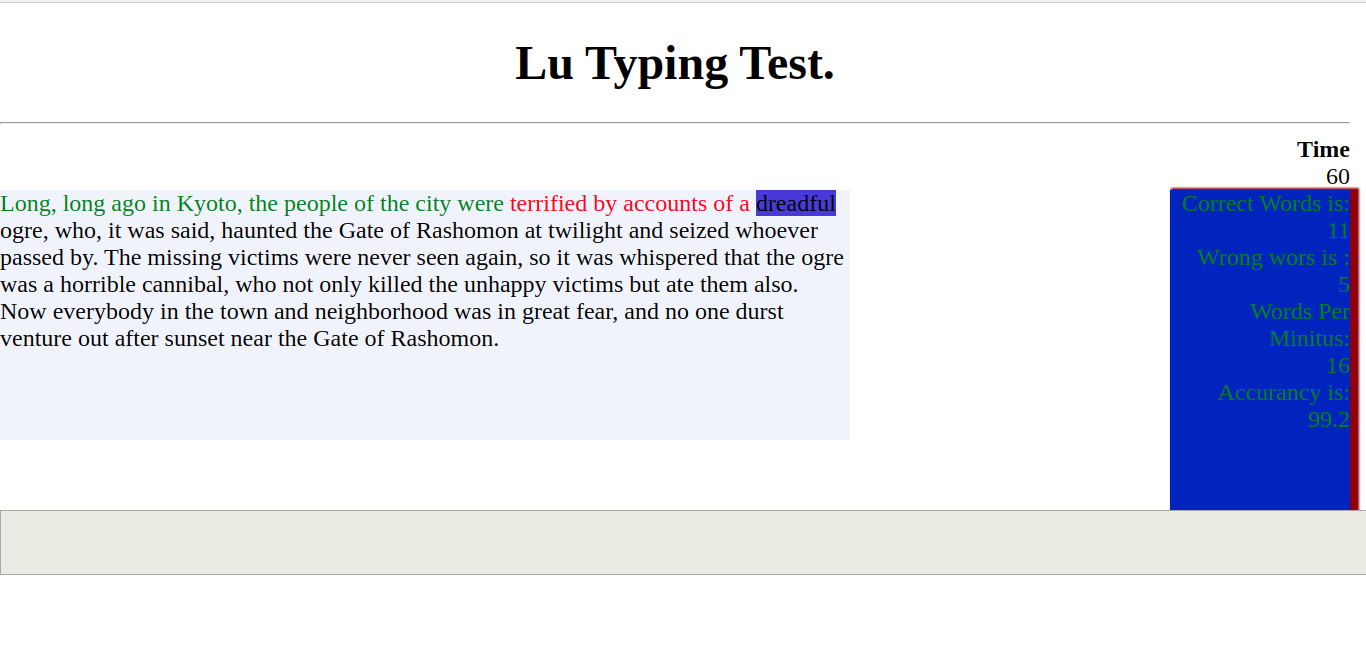 Lu Typing Test.
Time
60
Long, long ago in Kyoto, the people of the city were terrified by accounts of a dreadful
ogre, who, it was said, haunted the Gate of Rashomon at twilight and seized whoever
passed by. The missing victims were never seen again, so it was whispered that the ogre
was a horrible cannibal, who not only killed the unhappy victims but ate them also.
Now everybody in the town and neighborhood was in great fear, and no one durst
venture out after sunset near the Gate of Rashomon.
Correct Words is:
11
Wrong wors is :
5
Words Per
Minitus:
16
Accurancy is:
99.2